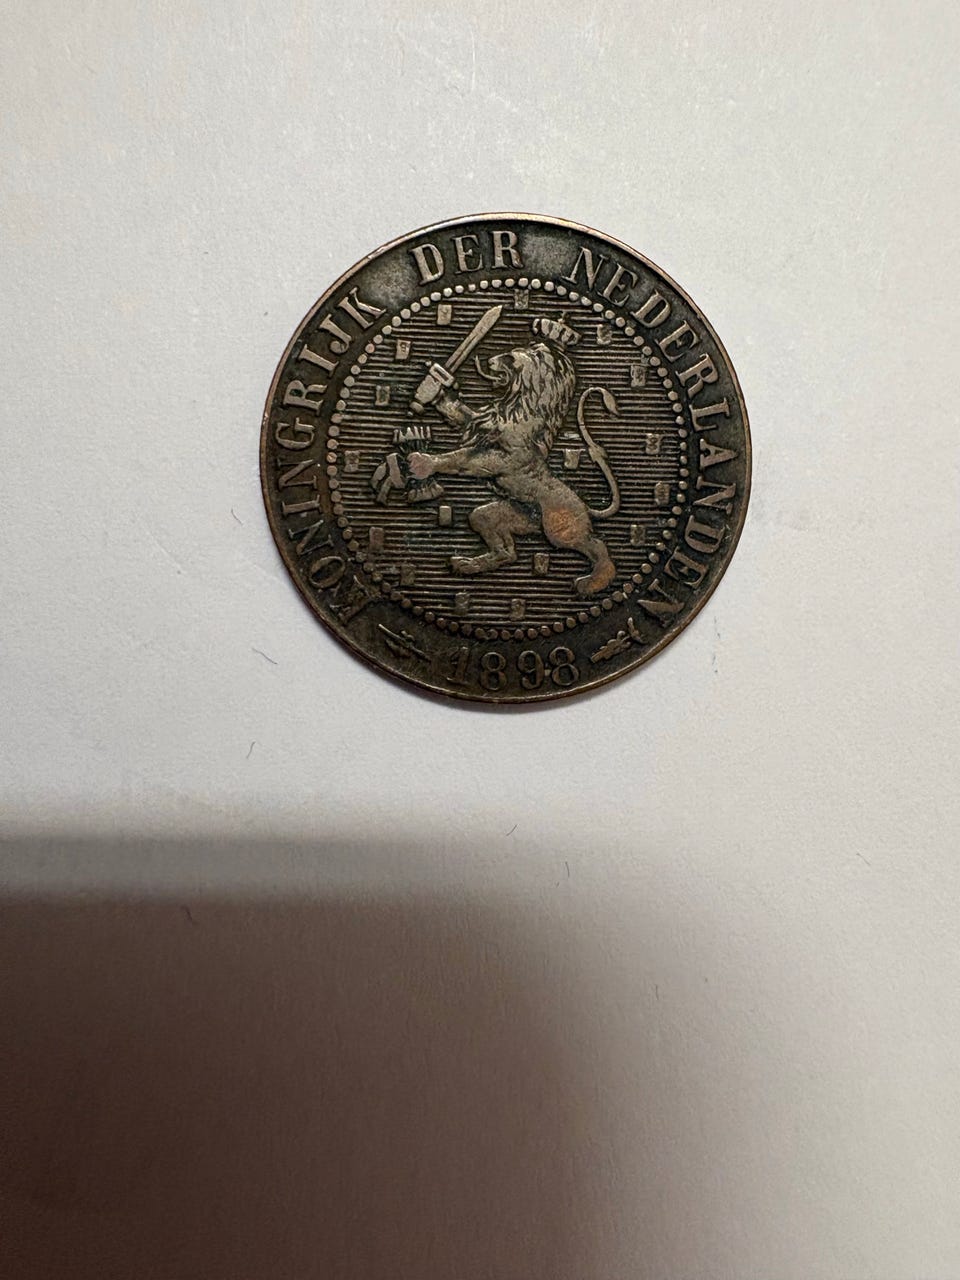 KONINGRIJK DER NEDERLANDEN
1898